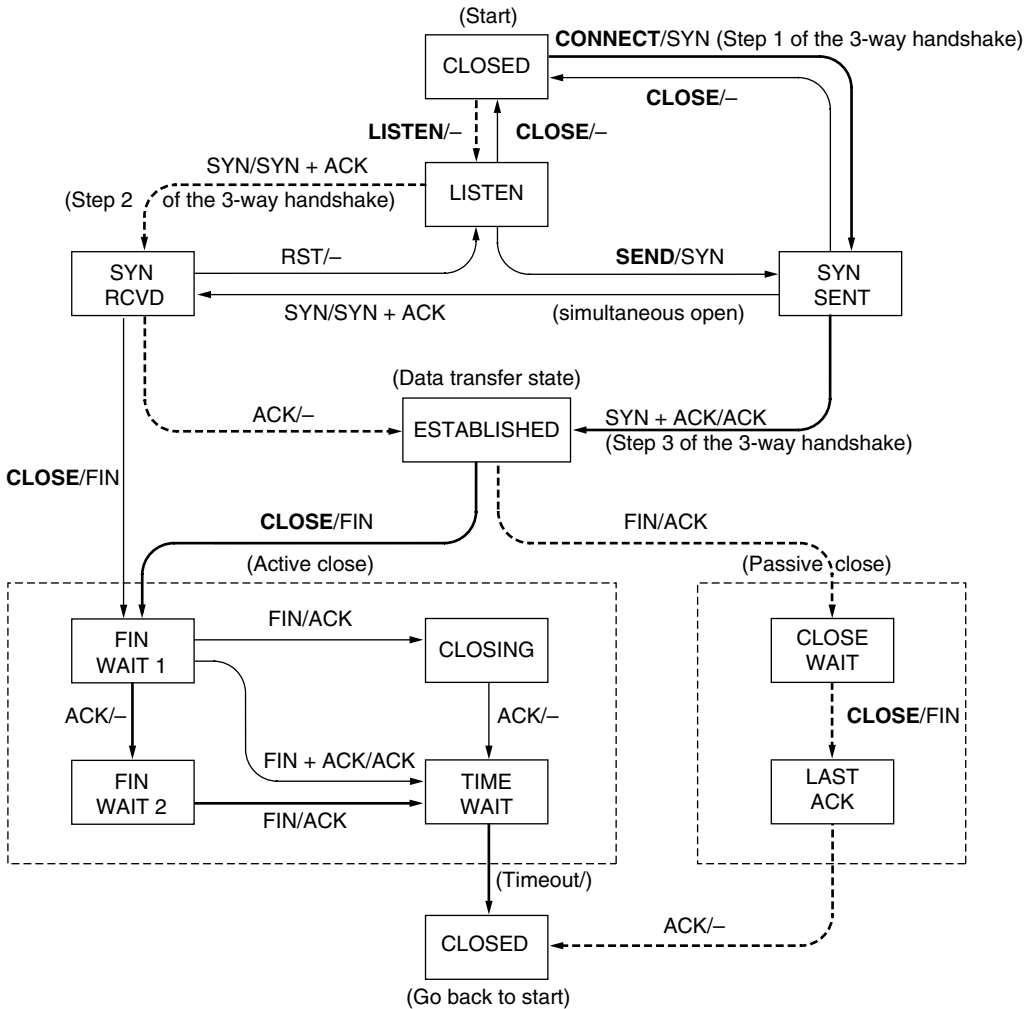 (Start)
CONNECT/SYN (Step 1 of the 3-way handshake)
CLOSED
CLOSE/–
LISTEN/–
CLOSE/–
SYN/SYN + ACK
LISTEN
(Step 2 of the 3-way handshake)
SYN
RCVD
RST/–
SEND/SYN
SYN
SENT
SYN/SYN + ACK
(simultaneous open)
(Data transfer state)
ACK/–
ESTABLISHED
SYN + ACK/ACK
(Step 3 of the 3-way handshake)
CLOSE/FIN
CLOSE/FIN
FIN/ACK
(Active close)
(Passive close)
FIN
WAIT 1
FIN/ACK
CLOSING
CLOSE
WAIT
ACK/–
ACK/–
CLOSE/FIN
FIN + ACK/ACK
FIN
WAIT 2
TIME
WAIT
LAST
ACK
FIN/ACK
(Timeout/)
CLOSED
ACK/–
(Go back to start)